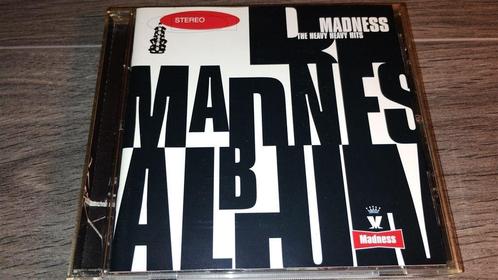 STEREO
MADNESS
THE HEAVY HEAVY HITS
MADNES
ALBUM
Madness